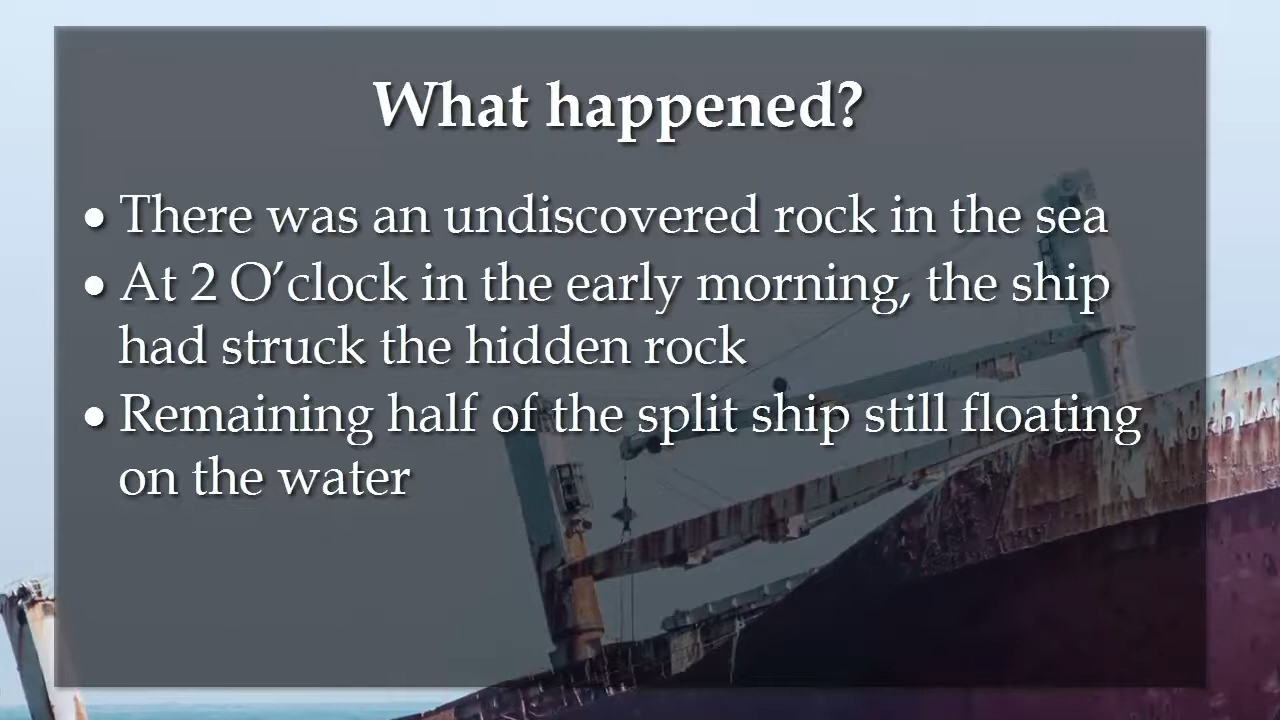 What happened?
• There was an undiscovered rock in the sea
• At 2 O’clock in the early morning, the ship
had struck the hidden rock
• Remaining half of the split ship still floating
on the water